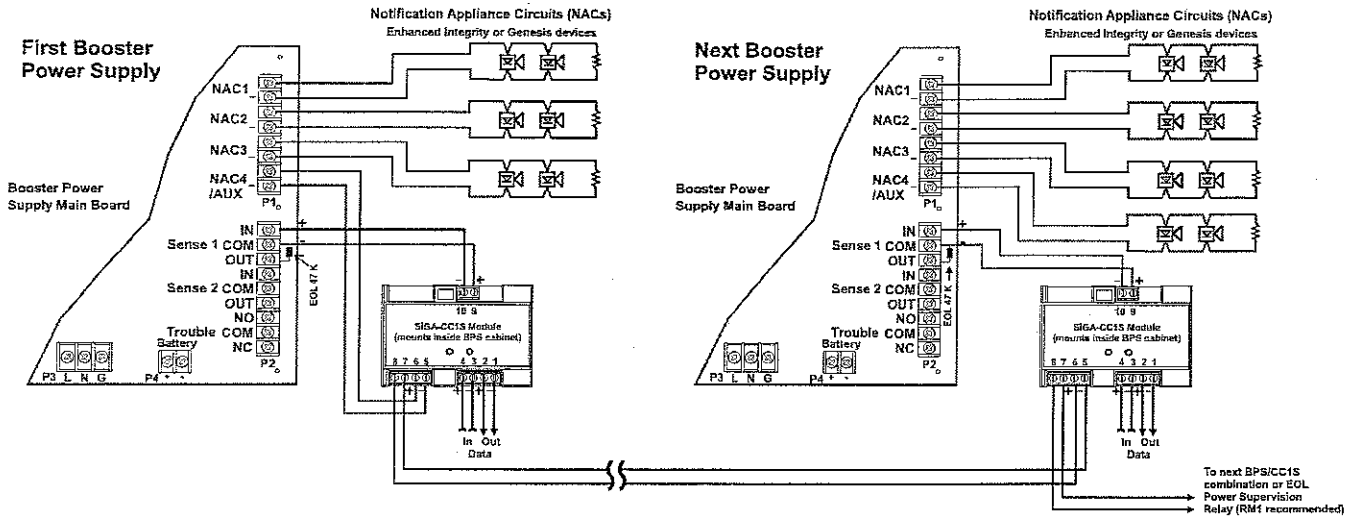 Notification Appliance Circuits (NACs)
Enhanced Integrity or Genesis devices
First Booster
Power Supply
NAC1
-
NAC2
-
NAC3
-
NAC4
/AUX
-
P1
Booster Power
Supply Main Board
+
IN
-
Sense 1 COM
OUT
IN
EOL 47 K
Sense 2 COM
OUT
NO
Trouble COM
NC
P2
Battery
P3 L N G
P4 + -
- +
10 9
SIGA-CC1S Module
(mounts inside BPS cabinet)
8 7 6 5 4 3 2 1
+ - + - + -
In Out
Data
Notification Appliance Circuits (NACs)
Enhanced Integrity or Genesis devices
Next Booster
Power Supply
NAC1
-
NAC2
-
NAC3
-
NAC4
/AUX
-
P1
Booster Power
Supply Main Board
+
IN
-
Sense 1 COM
OUT
IN
EOL 47 K
Sense 2 COM
OUT
NO
Trouble COM
NC
P2
Battery
P3 L N G
P4 + -
- +
10 9
SIGA-CC1S Module
(mounts inside BPS cabinet)
8 7 6 5 4 3 2 1
+ - + - + -
In Out
Data
To next BPS/CC1S
combination or EOL
Power Supervision
Relay (RM1 recommended)